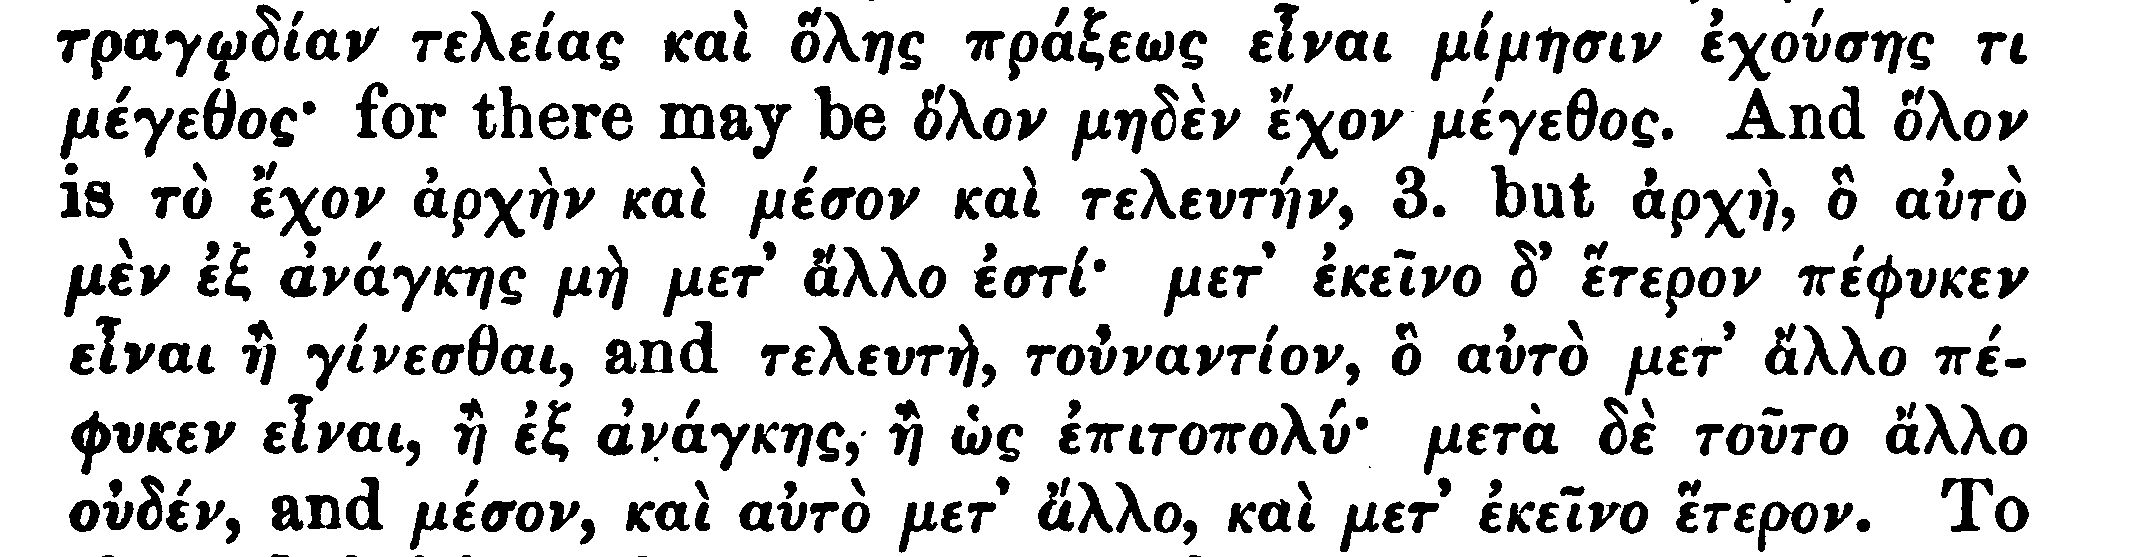 τραγῳδίαν τελείας καὶ ὅλης πράξεως εἶναι μίμησιν ἐχούσης τι
μέγεθος· for there may be ὅλον μηδὲν ἔχον μέγεθος. And ὅλον
is τὸ ἔχον ἀρχὴν καὶ μέσον καὶ τελευτήν, 3. but ἀρχὴ, ὃ αὐτὸ
μὲν ἐξ ἀνάγκης μὴ μετ’ ἄλλο ἐστί· μετ’ ἐκεῖνο δ’ ἕτερον πέφυκεν
εἶναι ἢ γίνεσθαι, and τελευτὴ, τοὐναντίον, ὃ αὐτὸ μετ’ ἄλλο πέ-
φυκεν εἶναι, ἢ ἐξ ἀνάγκης, ἢ ὡς ἐπιτοπολύ· μετὰ δὲ τοῦτο ἄλλο
οὐδέν, and μέσον, καὶ αὐτὸ μετ’ ἄλλο, καὶ μετ’ ἐκεῖνο ἕτερον. To